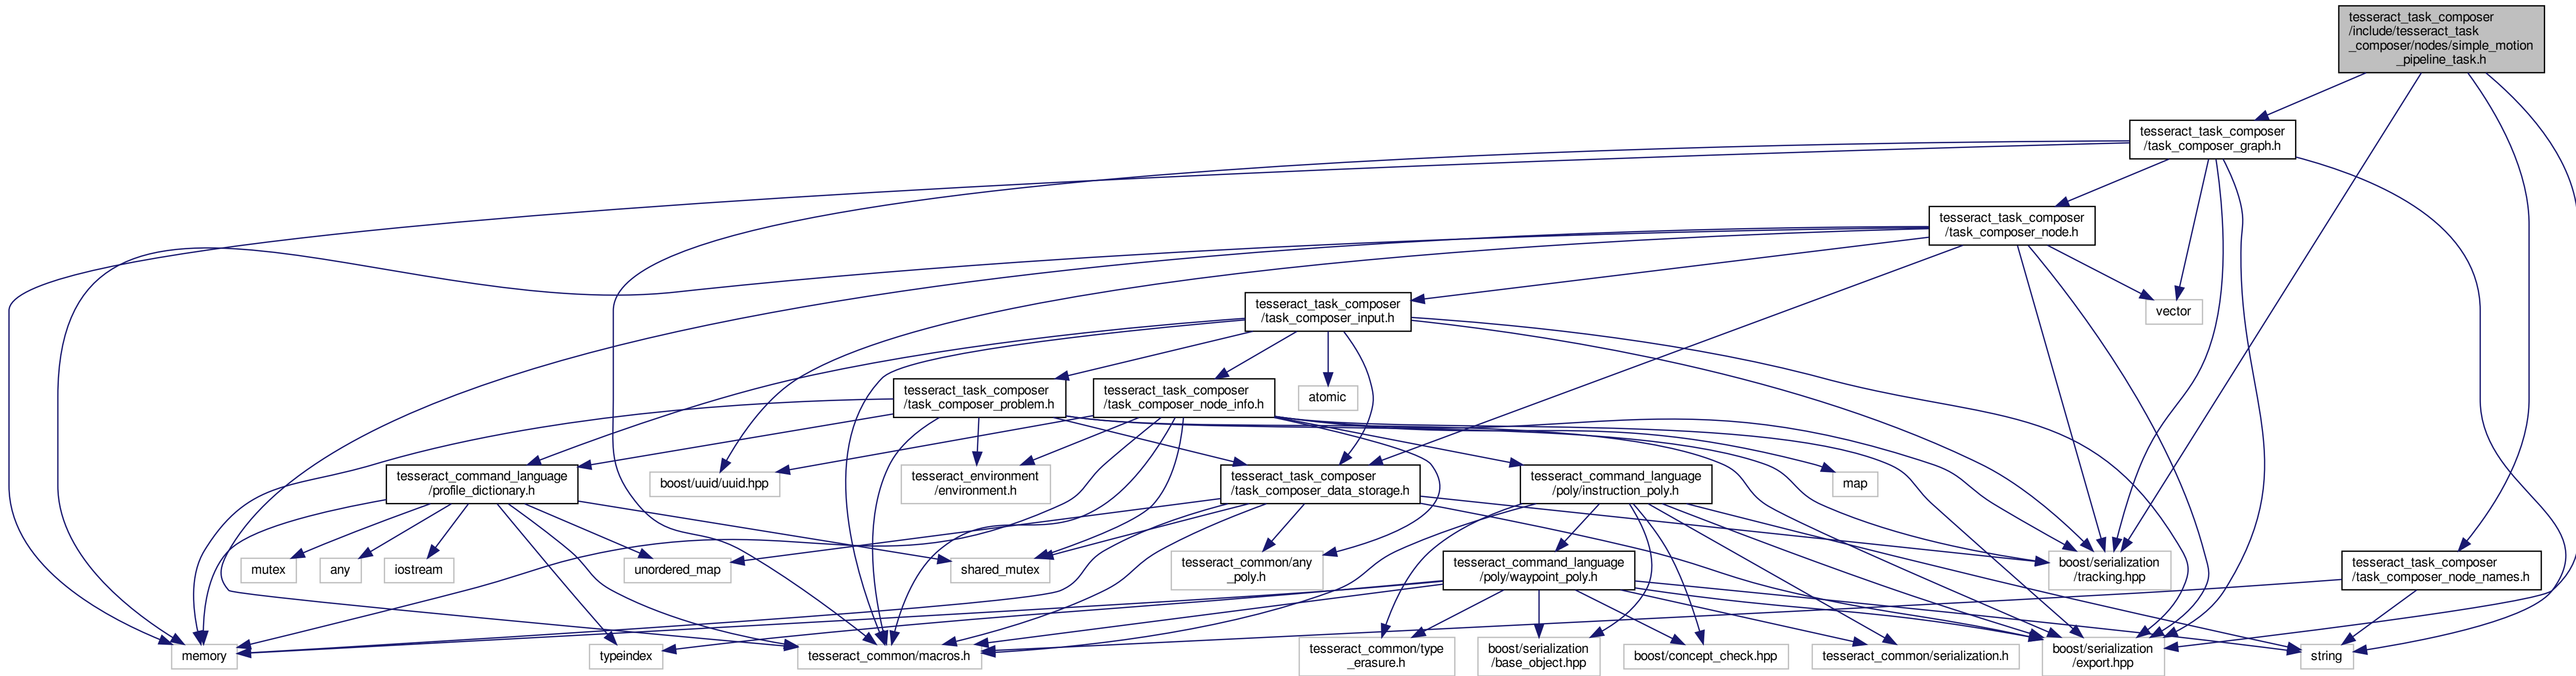 tesseract_task_composer
/include/tesseract_task
_composer/nodes/simple_motion
_pipeline_task.h
tesseract_task_composer
/task_composer_graph.h
tesseract_task_composer
/task_composer_node.h
tesseract_task_composer
/task_composer_input.h
vector
tesseract_task_composer
/task_composer_problem.h
tesseract_task_composer
/task_composer_node_info.h
atomic
tesseract_command_language
/profile_dictionary.h
boost/uuid/uuid.hpp
tesseract_environment
/environment.h
tesseract_task_composer
/task_composer_data_storage.h
tesseract_command_language
/poly/instruction_poly.h
map
mutex
any
iostream
unordered_map
shared_mutex
tesseract_common/any
_poly.h
tesseract_command_language
/poly/waypoint_poly.h
boost/serialization
/tracking.hpp
tesseract_task_composer
/task_composer_node_names.h
memory
typeindex
tesseract_common/macros.h
tesseract_common/type
_erasure.h
boost/serialization
/base_object.hpp
boost/concept_check.hpp
tesseract_common/serialization.h
boost/serialization
/export.hpp
string